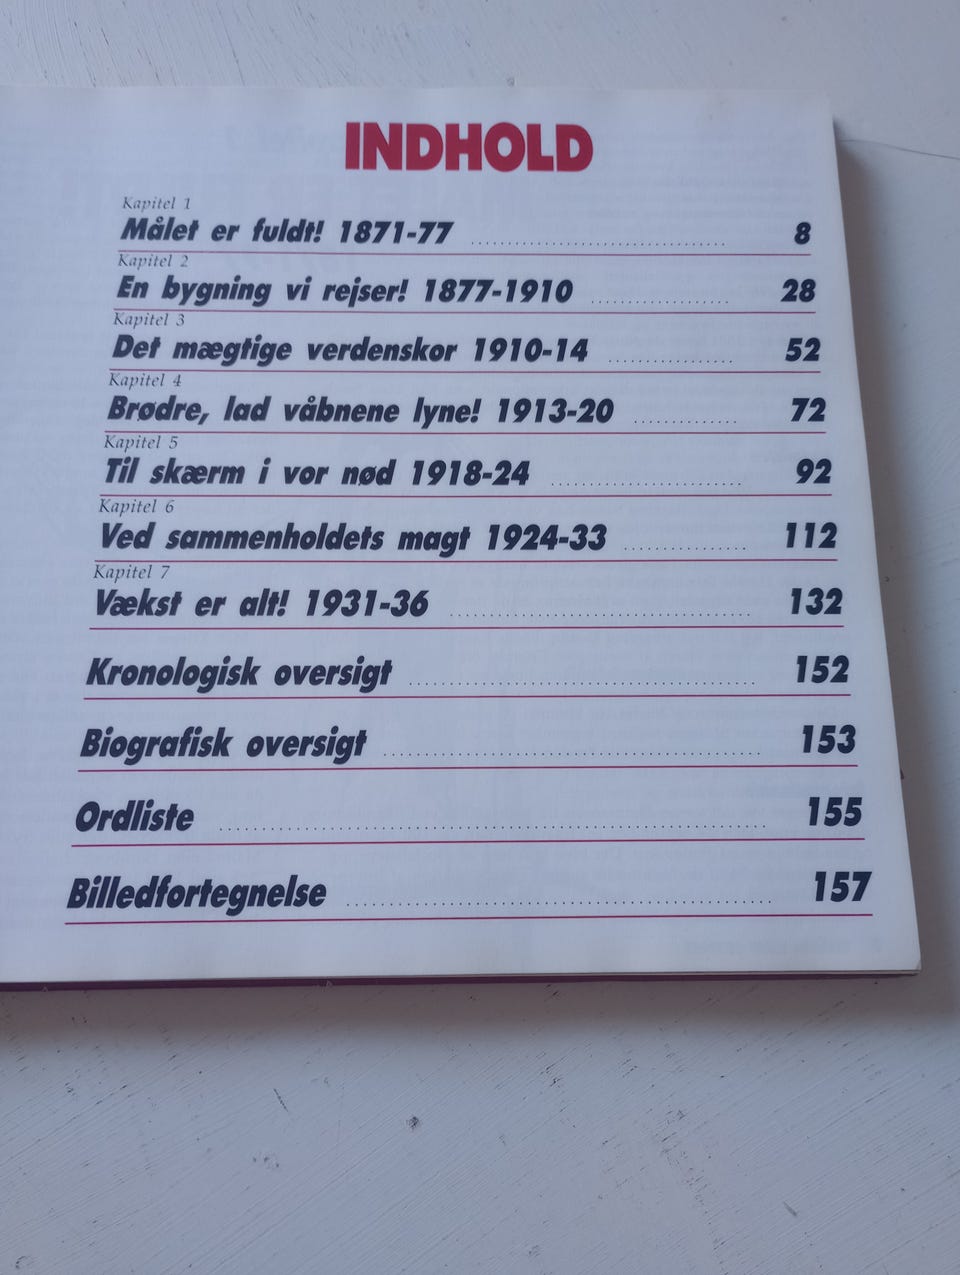 INDHOLD
Kapitel 1
Målet er fuldt! 1871-77 ........ 8
Kapitel 2
En bygning vi rejser! 1877-1910 ........ 28
Kapitel 3
Det mægtige verdenskor 1910-14 ........ 52
Kapitel 4
Brødre, lad våbnene lyne! 1913-20 ........ 72
Kapitel 5
Til skærm i vor nød 1918-24 ........ 92
Kapitel 6
Ved sammenholdets magt 1924-33 ........ 112
Kapitel 7
Vækst er alt! 1931-36 ........ 132
Kronologisk oversigt ........ 152
Biografisk oversigt ........ 153
Ordliste ........ 155
Billedfortegnelse ........ 157